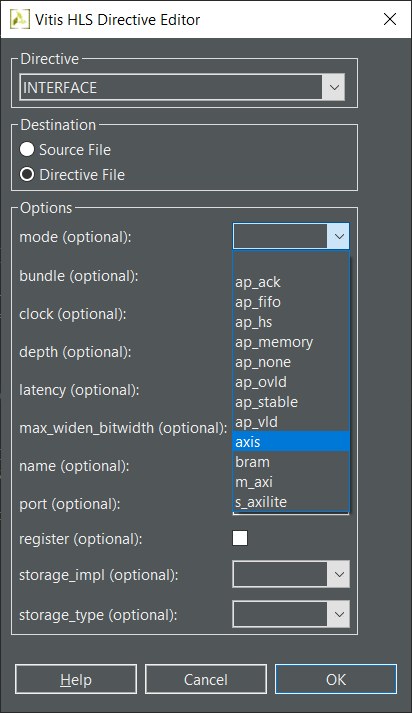 Vitis HLS Directive Editor
Directive
INTERFACE
Destination
Source File
Directive File
Options
mode (optional):
bundle (optional):
clock (optional):
depth (optional):
latency (optional):
max_widen_bitwidth (optional):
name (optional):
port (optional):
register (optional):
storage_impl (optional):
storage_type (optional):
ap_ack
ap_fifo
ap_hs
ap_memory
ap_none
ap_ovld
ap_stable
ap_vld
axis
bram
m_axi
s_axilite
Help
Cancel
OK